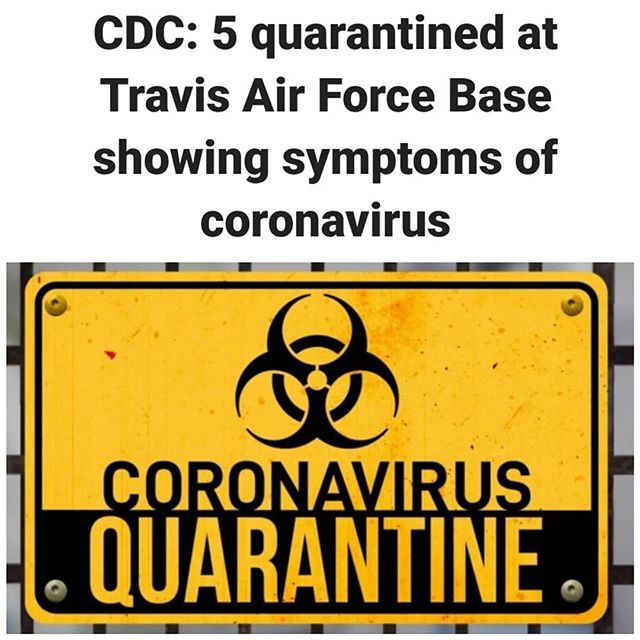 CDC: 5 quarantined at
Travis Air Force Base
showing symptoms of
coronavirus
CORONAVIRUS
QUARANTINE